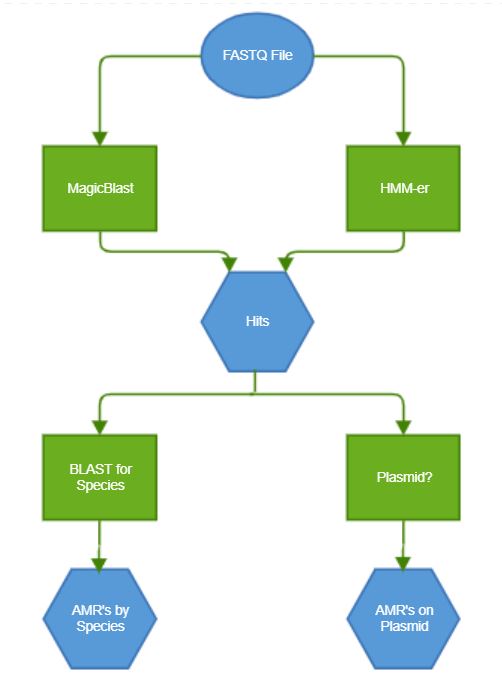 FASTQ File
MagicBlast
HMM-er
Hits
BLAST for
Species
Plasmid?
AMR's by
Species
AMR's on
Plasmid